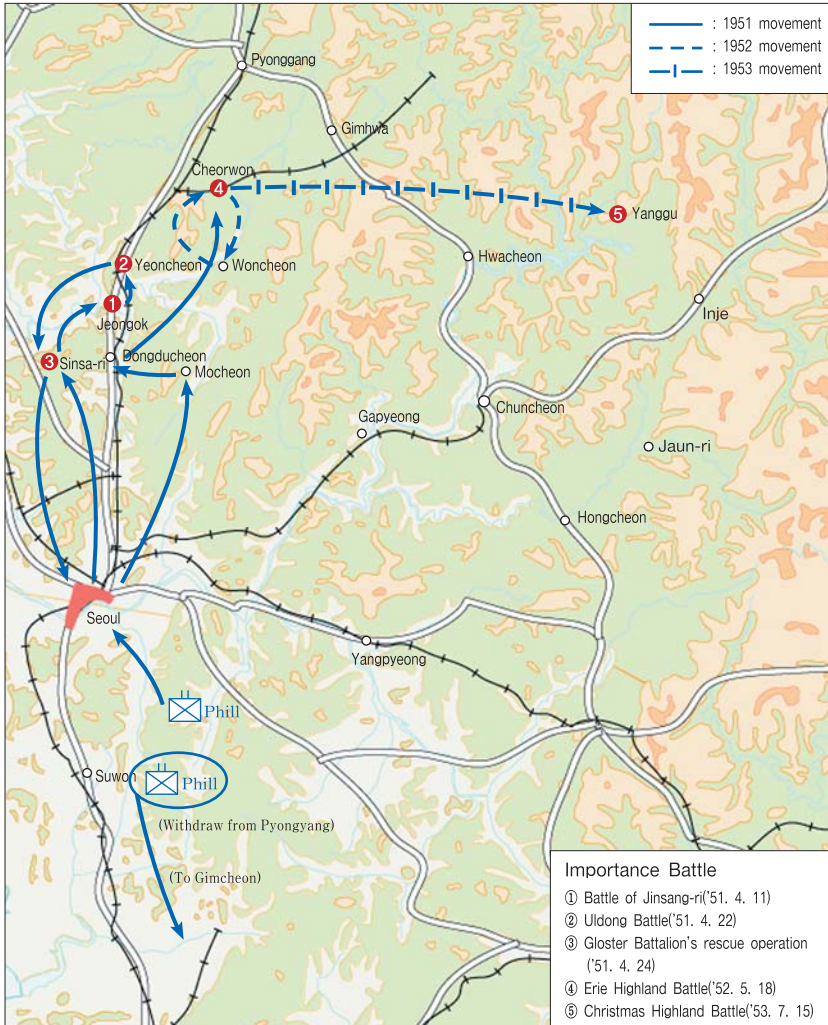 : 1951 movement
: 1952 movement
: 1953 movement
Pyonggang
Gimhwa
Cheorwon
④
⑤ Yanggu
② Yeoncheon
Woncheon
Hwacheon
①
Jeongok
Inje
③ Sinsa-ri
Dongducheon
Mocheon
Chuncheon
Gapyeong
Jaun-ri
Hongcheon
Seoul
Yangpyeong
Phill
Suwon
Phill
(Withdraw from Pyongyang)
(To Gimcheon)
Importance Battle
① Battle of Jinsang-ri('51. 4. 11)
② Uldong Battle('51. 4. 22)
③ Gloster Battalion's rescue operation
('51. 4. 24)
④ Erie Highland Battle('52. 5. 18)
⑤ Christmas Highland Battle('53. 7. 15)